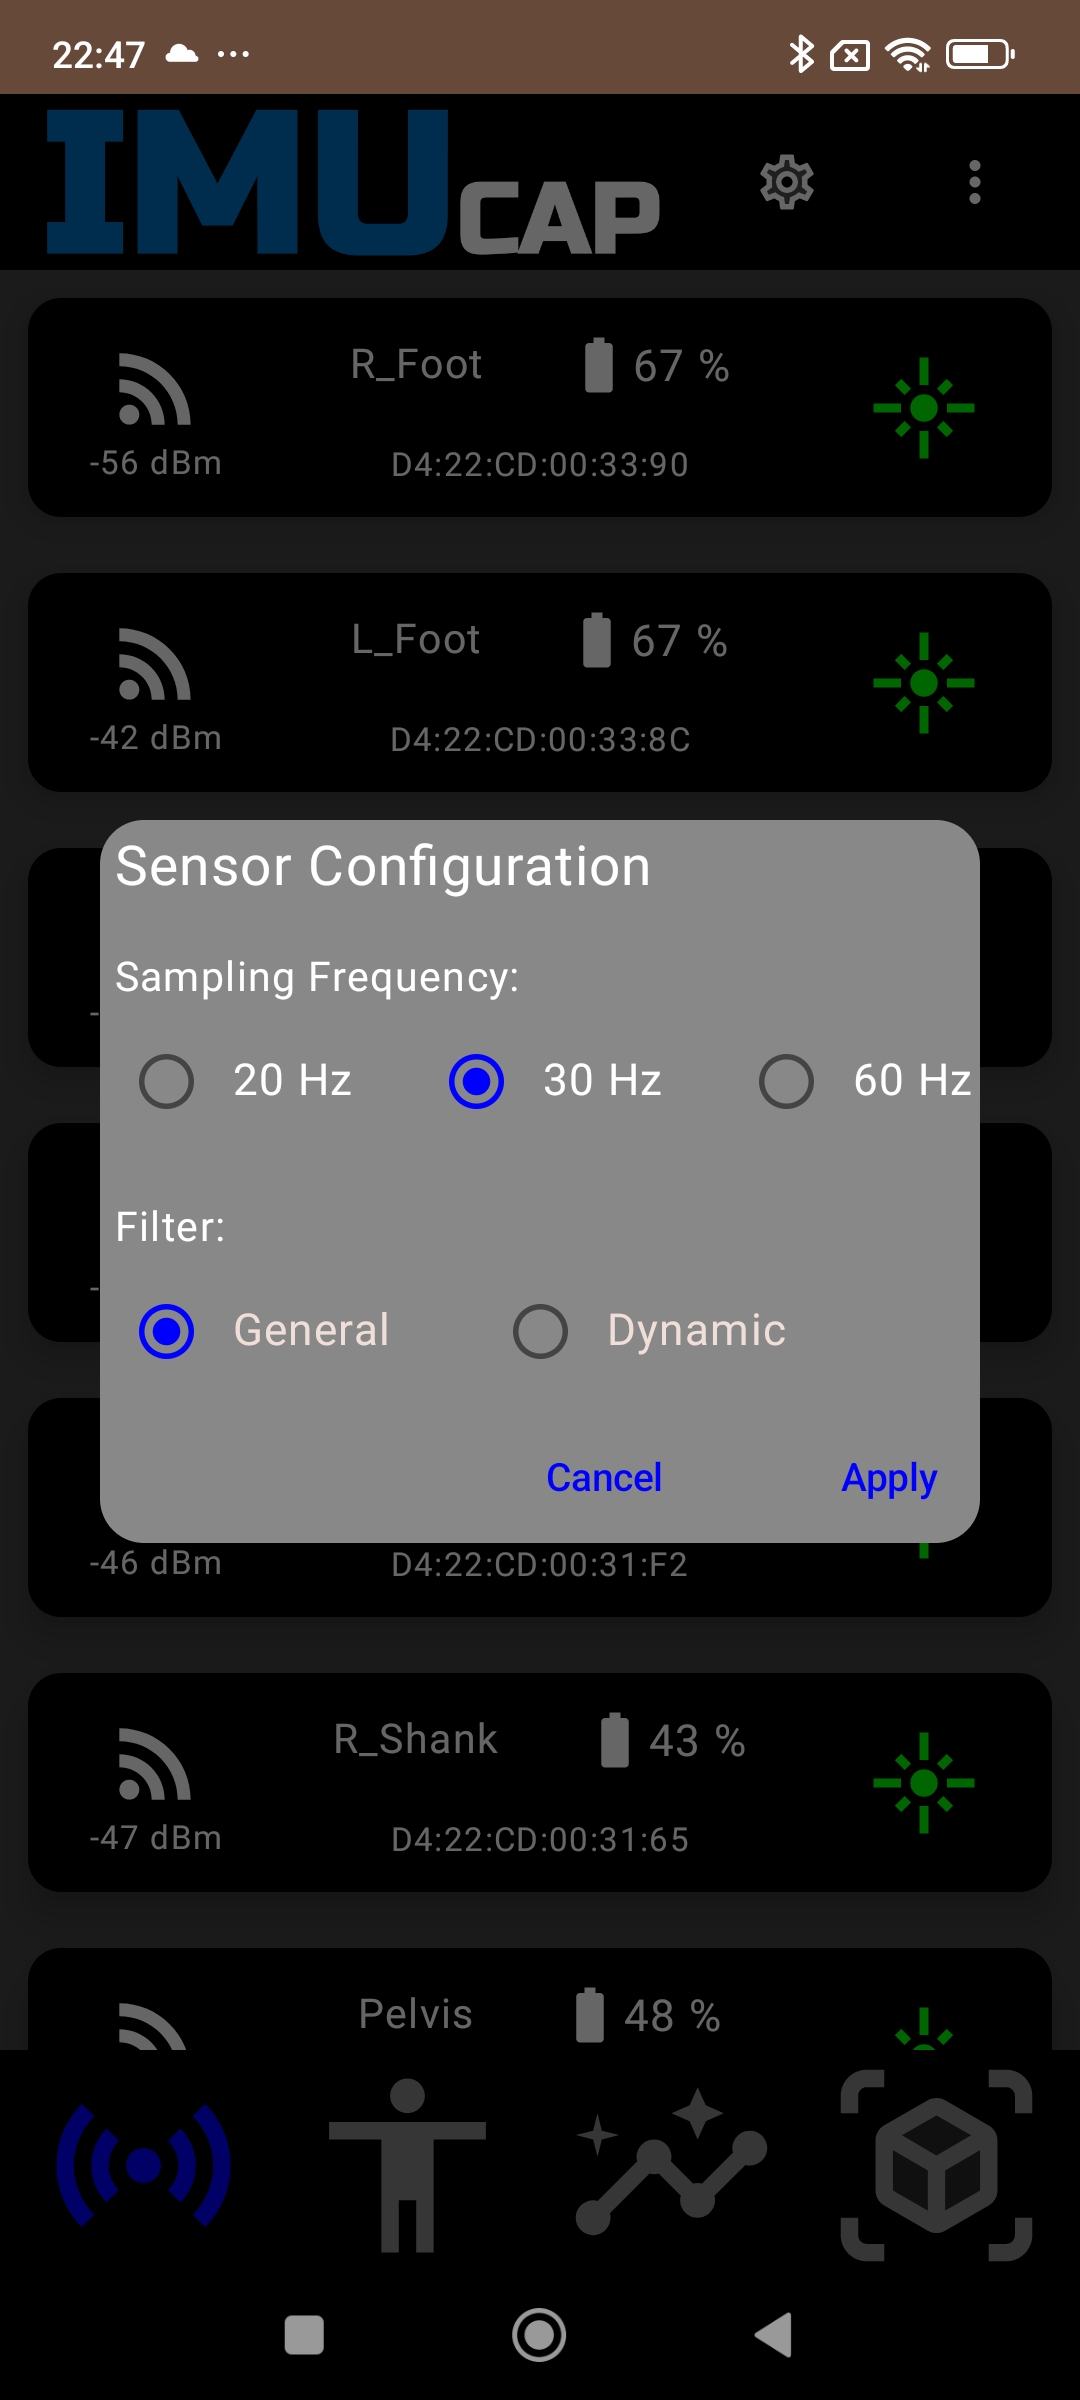 22:47
IMUCAP
R_Foot 67 %
-56 dBm D4:22:CD:00:33:90
L_Foot 67 %
-42 dBm D4:22:CD:00:33:8C
Sensor Configuration
Sampling Frequency:
20 Hz 30 Hz 60 Hz
Filter:
General Dynamic
Cancel Apply
-46 dBm D4:22:CD:00:31:F2
R_Shank 43 %
-47 dBm D4:22:CD:00:31:65
Pelvis 48 %